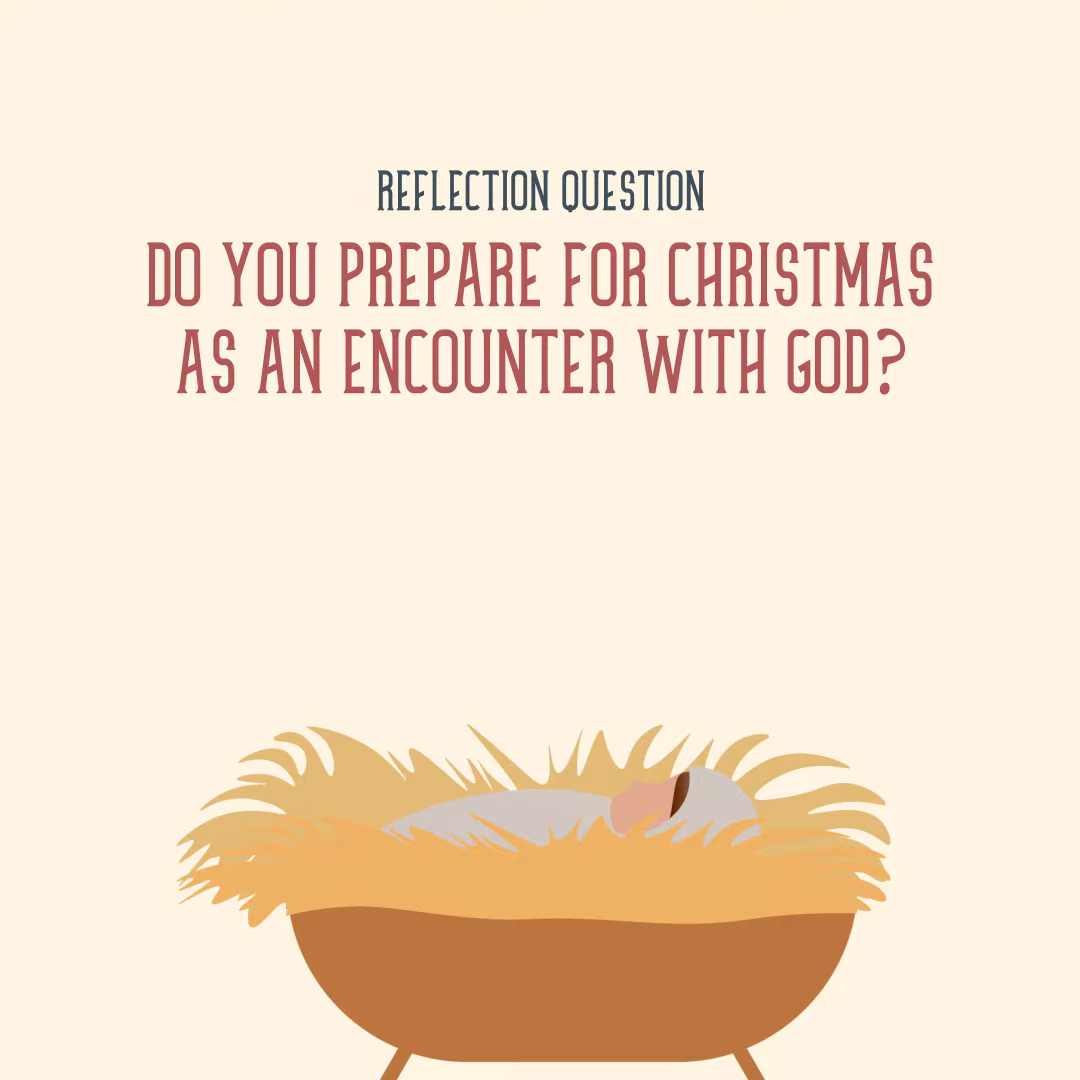 REFLECTION QUESTION
DO YOU PREPARE FOR CHRISTMAS
AS AN ENCOUNTER WITH GOD?